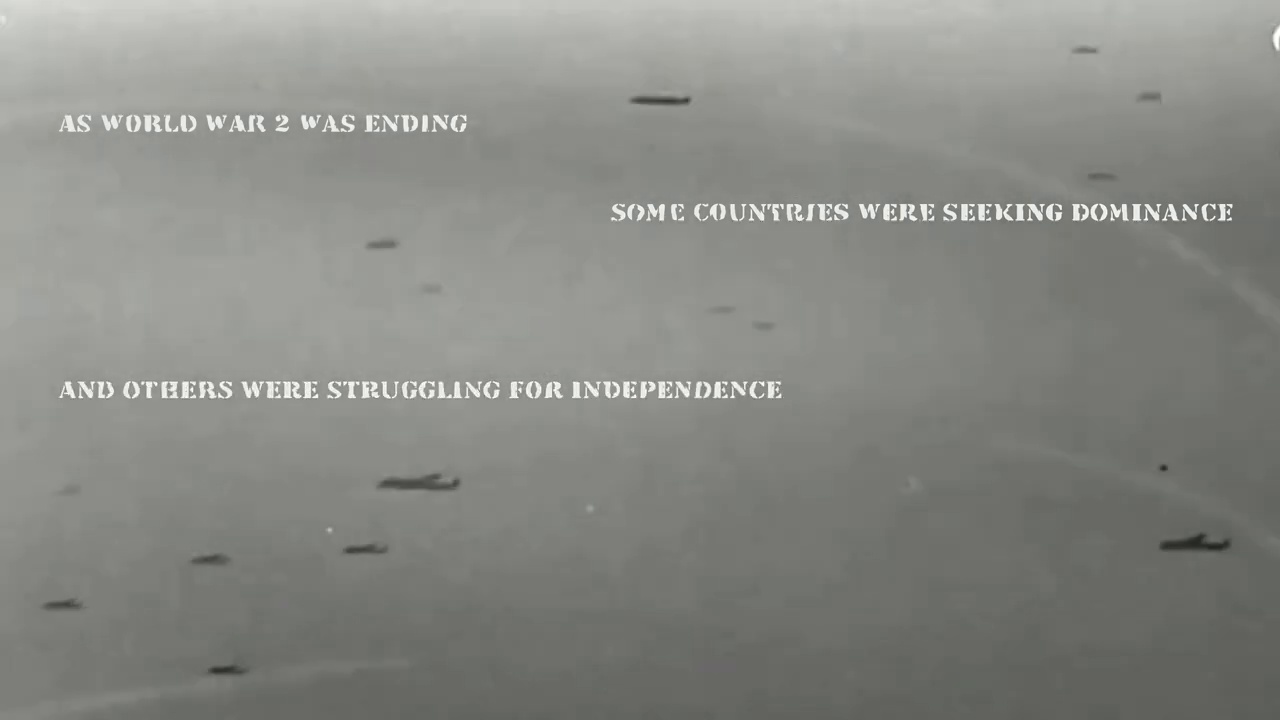 AS WORLD WAR 2 WAS ENDING
SOME COUNTRIES WERE SEEKING DOMINANCE
AND OTHERS WERE STRUGGLING FOR INDEPENDENCE